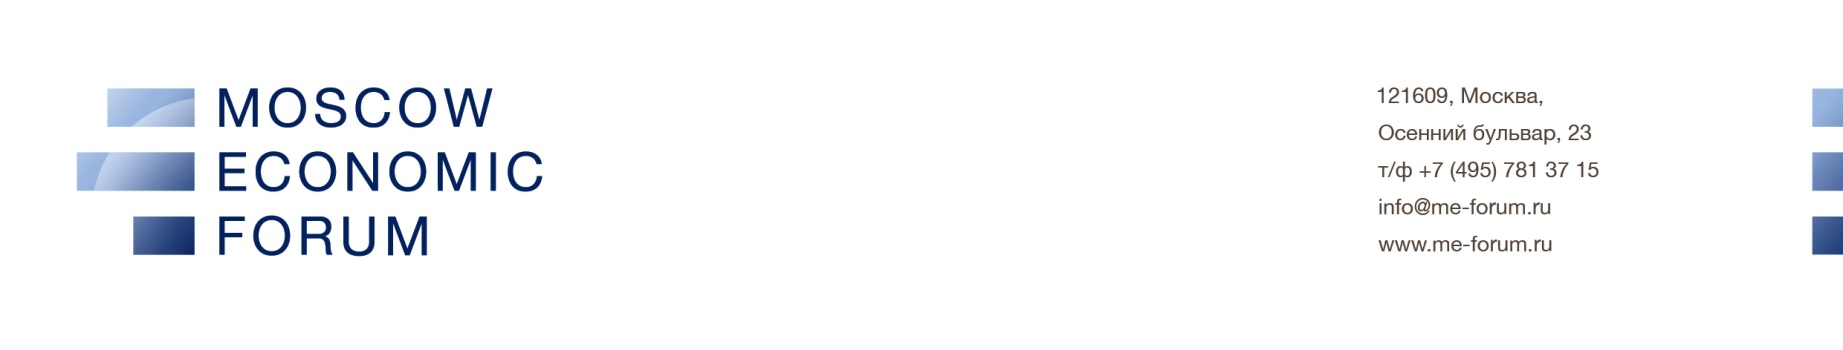 MOSCOW
ECONOMIC
FORUM
121609, Москва,
Осенний бульвар, 23
т/ф +7 (495) 781 37 15
info@me-forum.ru
www.me-forum.ru